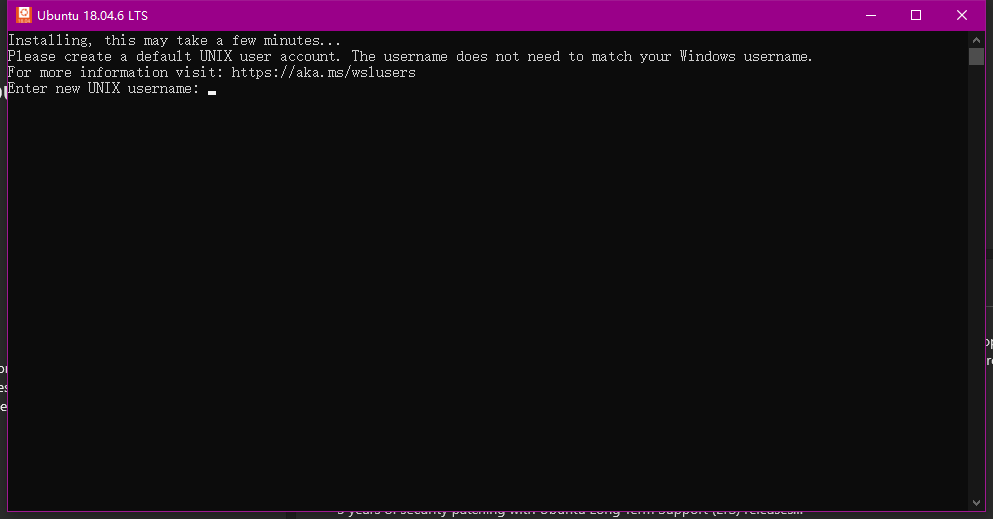 Ubuntu 18.04.6 LTS
Installing, this may take a few minutes...
Please create a default UNIX user account. The username does not need to match your Windows username.
For more information visit: https://aka.ms/wslusers
Enter new UNIX username: